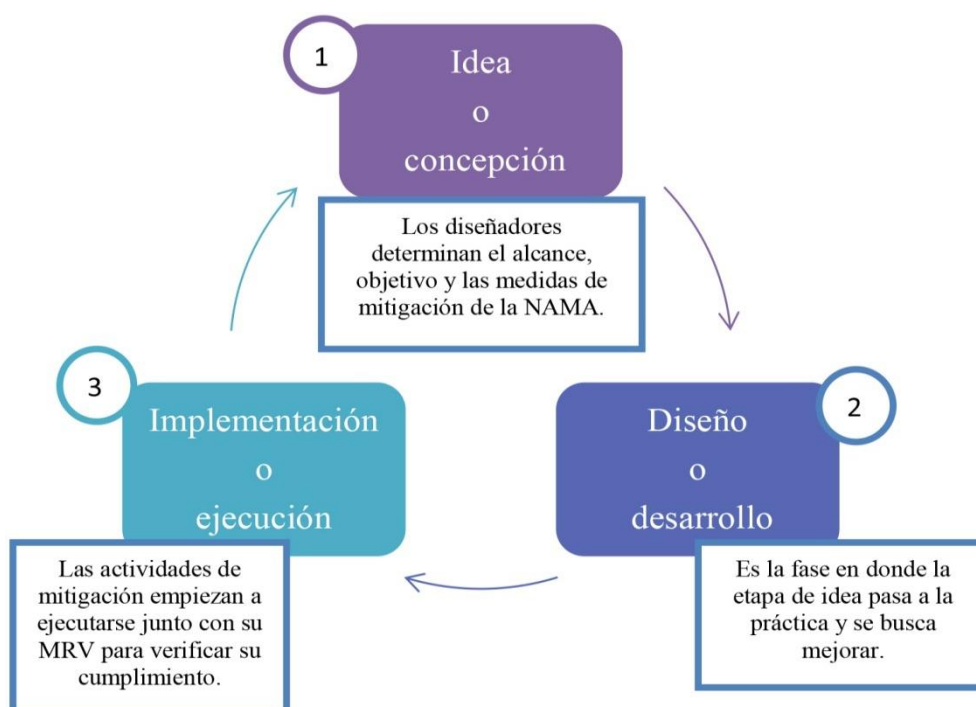 1
Idea
o
concepción
Los diseñadores
determinan el alcance,
objetivo y las medidas de
mitigación de la NAMA.
2
Diseño
o
desarrollo
Es la fase en donde la
etapa de idea pasa a la
práctica y se busca
mejorar.
3
Implementación
o
ejecución
Las actividades de
mitigación empiezan a
ejecutarse junto con su
MRV para verificar su
cumplimiento.